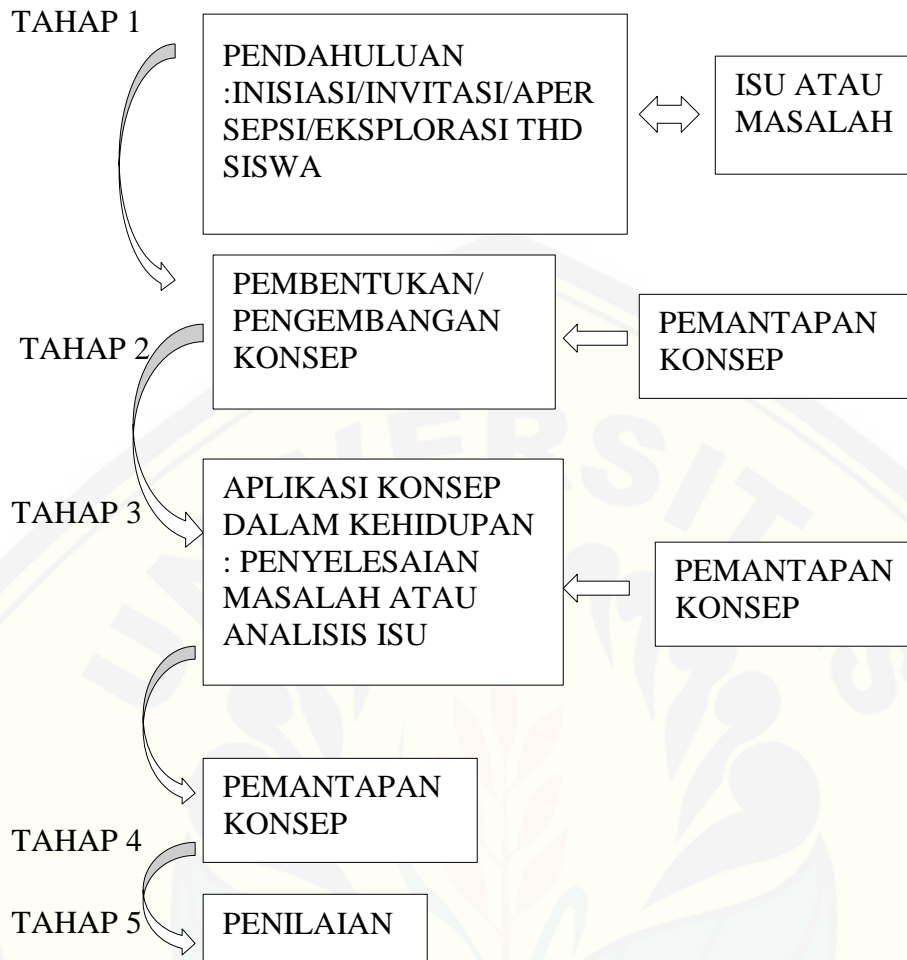 TAHAP 1
PENDAHULUAN
:INISIASI/INVITASI/APER
SEPSI/EKSPLORASI THD
SISWA
ISU ATAU
MASALAH
TAHAP 2
PEMBENTUKAN/
PENGEMBANGAN
KONSEP
PEMANTAPAN
KONSEP
TAHAP 3
APLIKASI KONSEP
DALAM KEHIDUPAN
: PENYELESAIAN
MASALAH ATAU
ANALISIS ISU
PEMANTAPAN
KONSEP
TAHAP 4
PEMANTAPAN
KONSEP
TAHAP 5
PENILAIAN
UNIVERSITAS